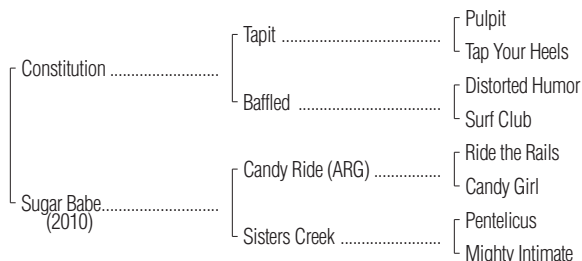 Pulpit
Tapit ................................................
Tap Your Heels
Constitution .................................
Distorted Humor
Baffled ...........................................
Surf Club
Ride the Rails
Candy Ride (ARG) ....................
Candy Girl
Sugar Babe....................................
(2010)
Pentelicus
Sisters Creek ..............................
Mighty Intimate